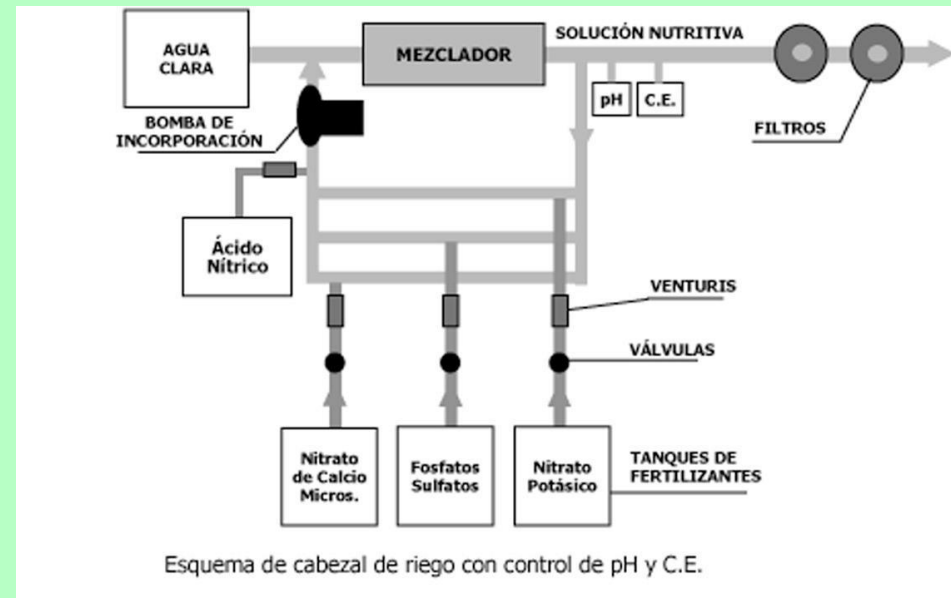 AGUA
CLARA
MEZCLADOR
SOLUCIÓN NUTRITIVA
pH
C.E.
FILTROS
BOMBA DE
INCORPORACIÓN
Ácido
Nítrico
VENTURIS
VÁLVULAS
Nitrato
de Calcio
Micros.
Fosfatos
Sulfatos
Nitrato
Potásico
TANQUES DE
FERTILIZANTES
Esquema de cabezal de riego con control de pH y C.E.